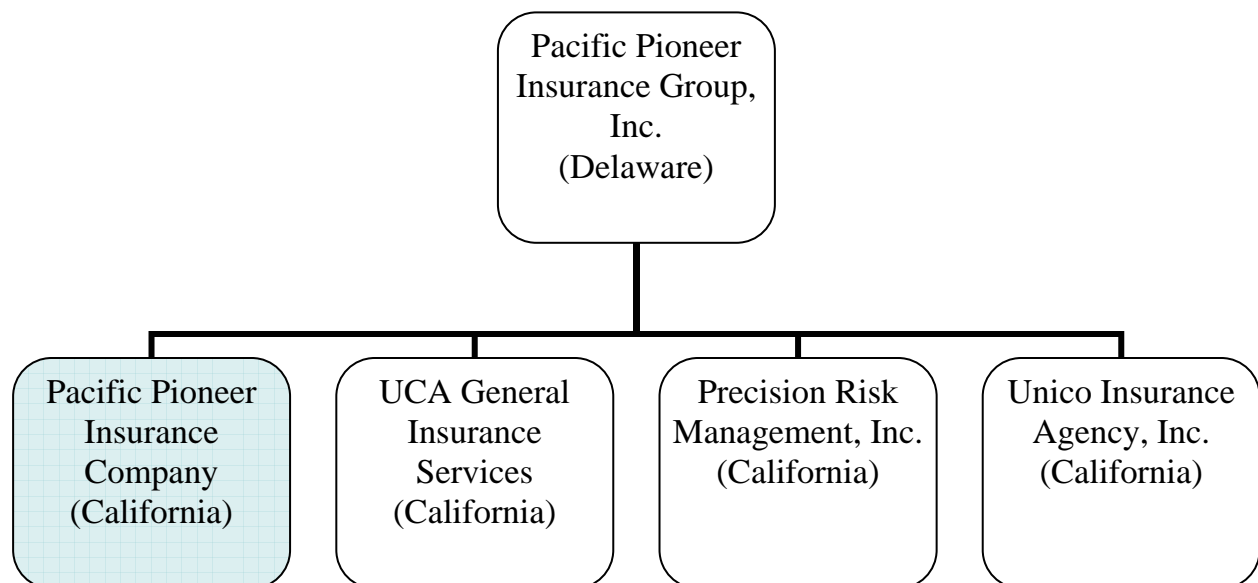 Pacific Pioneer
Insurance Group,
Inc.
(Delaware)
Pacific Pioneer
Insurance
Company
(California)
UCA General
Insurance
Services
(California)
Precision Risk
Management, Inc.
(California)
Unico Insurance
Agency, Inc.
(California)